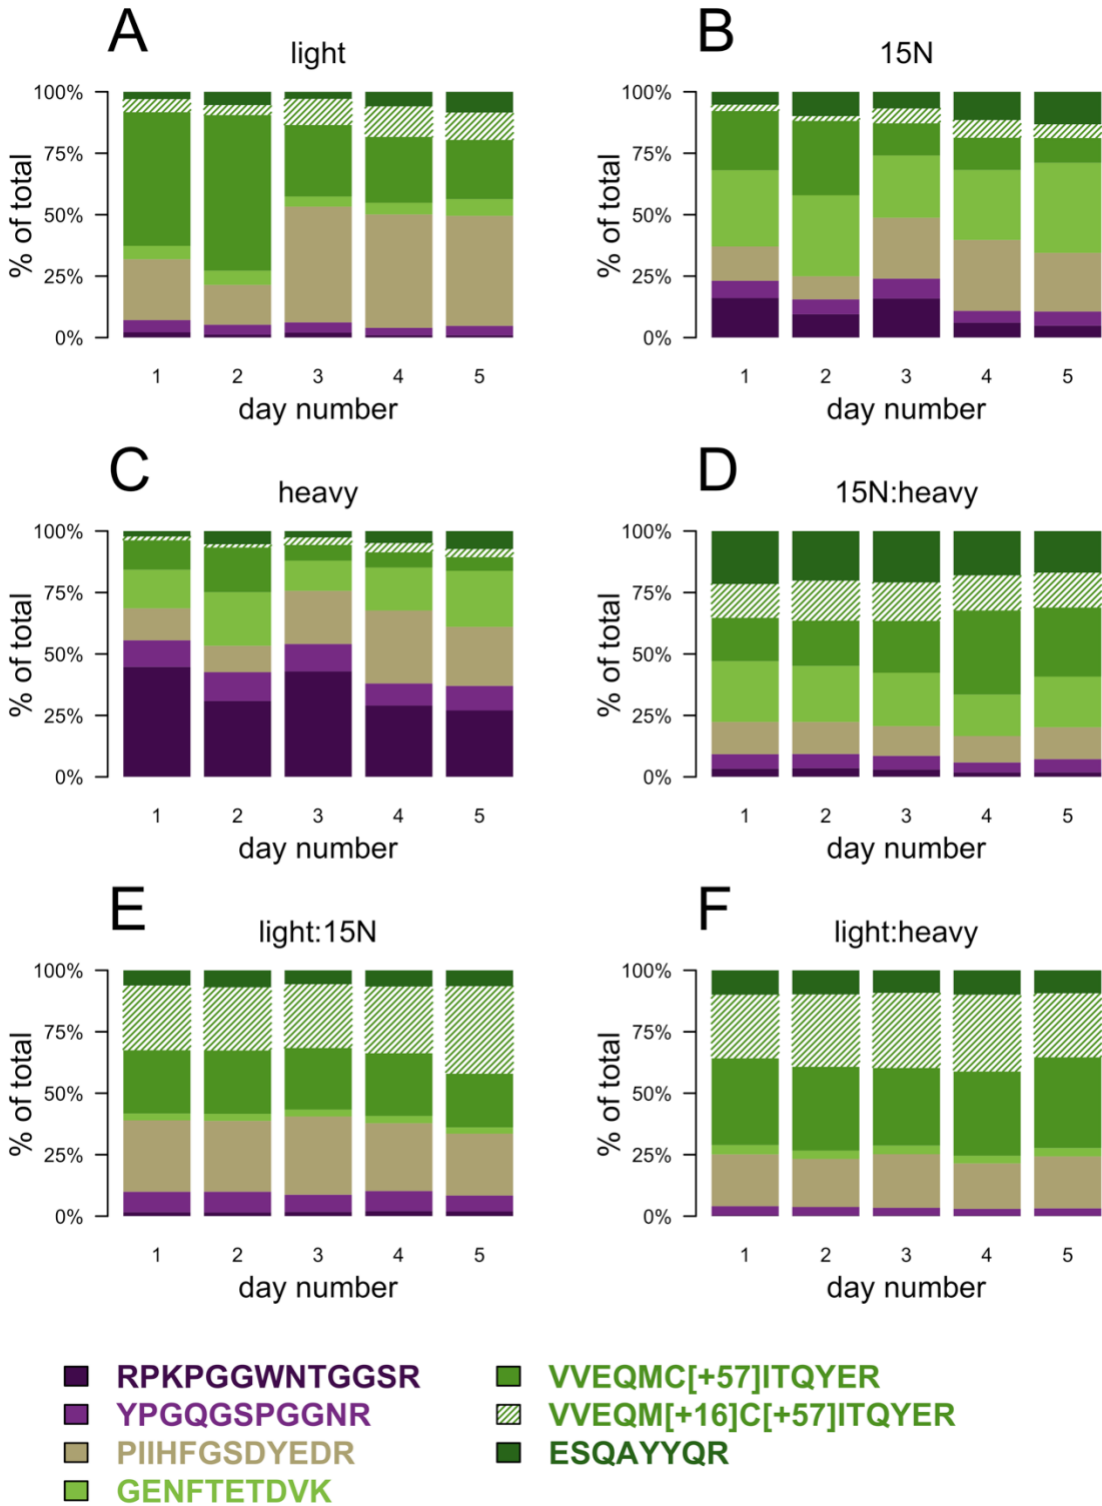 A
light
% of total
100%
75%
50%
25%
0%
1 2 3 4 5
day number
B
15N
% of total
100%
75%
50%
25%
0%
1 2 3 4 5
day number
C
heavy
% of total
100%
75%
50%
25%
0%
1 2 3 4 5
day number
D
15N:heavy
% of total
100%
75%
50%
25%
0%
1 2 3 4 5
day number
E
light:15N
% of total
100%
75%
50%
25%
0%
1 2 3 4 5
day number
F
light:heavy
% of total
100%
75%
50%
25%
0%
1 2 3 4 5
day number
RPKPGGWNTGGSR
YPGQGSPGGNR
PIIHFGSDYEDR
GENFTETDVK
VVEQMC[+57]ITQYER
VVEQM[+16]C[+57]ITQYER
ESQAYYQR